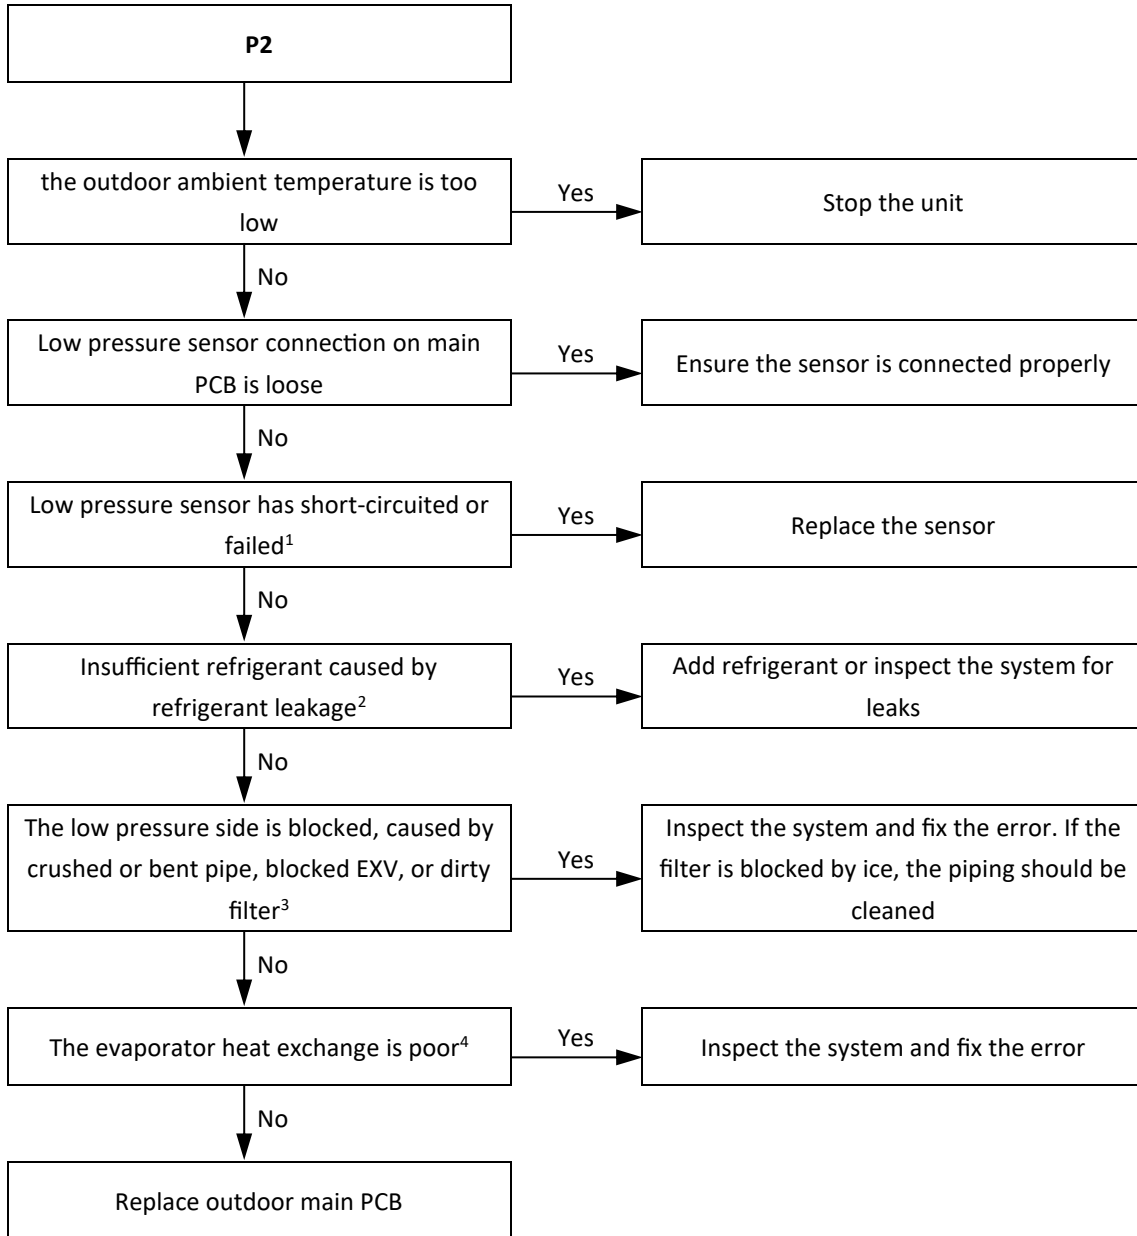 P2
the outdoor ambient temperature is too
low
Yes
Stop the unit
No
Low pressure sensor connection on main
PCB is loose
Yes
Ensure the sensor is connected properly
No
Low pressure sensor has short-circuited or
failed1
Yes
Replace the sensor
No
Insufficient refrigerant caused by
refrigerant leakage2
Yes
Add refrigerant or inspect the system for
leaks
No
The low pressure side is blocked, caused by
crushed or bent pipe, blocked EXV, or dirty
filter3
Yes
Inspect the system and fix the error. If the
filter is blocked by ice, the piping should be
cleaned
No
The evaporator heat exchange is poor4
Yes
Inspect the system and fix the error
No
Replace outdoor main PCB